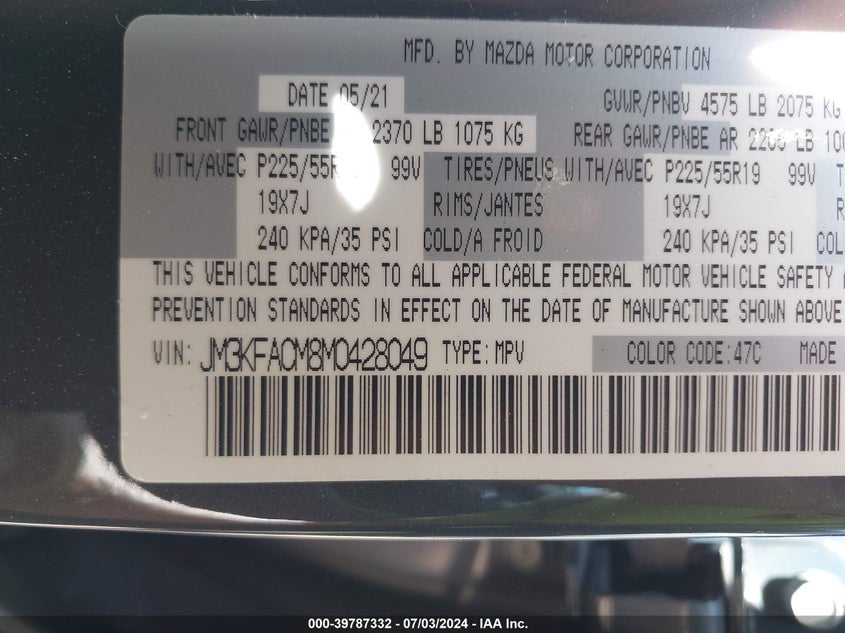 MFD. BY MAZDA MOTOR CORPORATION
DATE 05/21 GVWR/PNBV 4575 LB 2075 KG
FRONT GAWR/PNBE 2370 LB 1075 KG REAR GAWR/PNBE AR LB
WITH/AVEC 99V TIRES/PNEUS WITH/AVEC P225/55R19 99V
19X7J RIMS/JANTES 19X7J
240 KPA/35 PSI COLD/A FROID 240 KPA/35 PSI
THIS VEHICLE CONFORMS TO ALL APPLICABLE FEDERAL MOTOR VEHICLE SAFETY
PREVENTION STANDARDS IN EFFECT ON THE DATE OF MANUFACTURE SHOWN ABOVE
VIN: JM3KFACM8M0428049 TYPE: MPV COLOR CODE:47C MADE
000-39787332 - 07/03/2024 - IAA Inc.